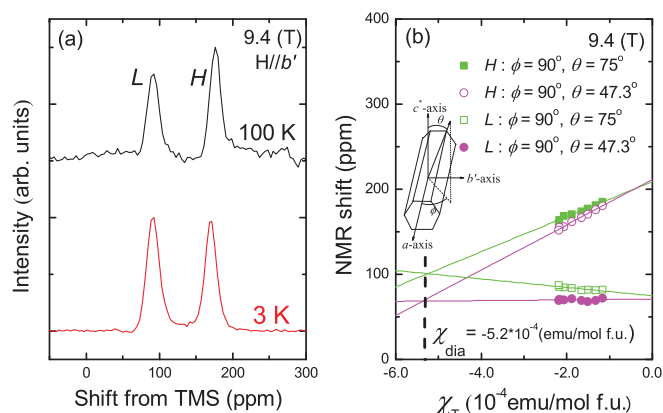 (a)
9.4 (T)
H//b′
L
H
100 K
3 K
Intensity (arb. units)
0
100
200
300
Shift from TMS (ppm)
(b)
9.4 (T)
H : ϕ = 90°, θ = 75°
H : ϕ = 90°, θ = 47.3°
L : ϕ = 90°, θ = 75°
L : ϕ = 90°, θ = 47.3°
c*-axis
θ
b′-axis
ϕ
a-axis
χdia = -5.2*10⁻⁴(emu/mol f.u.)
NMR shift (ppm)
400
300
200
100
0
-6.0
-4.0
-2.0
0.0
χT (10⁻⁴emu/mol f.u.)